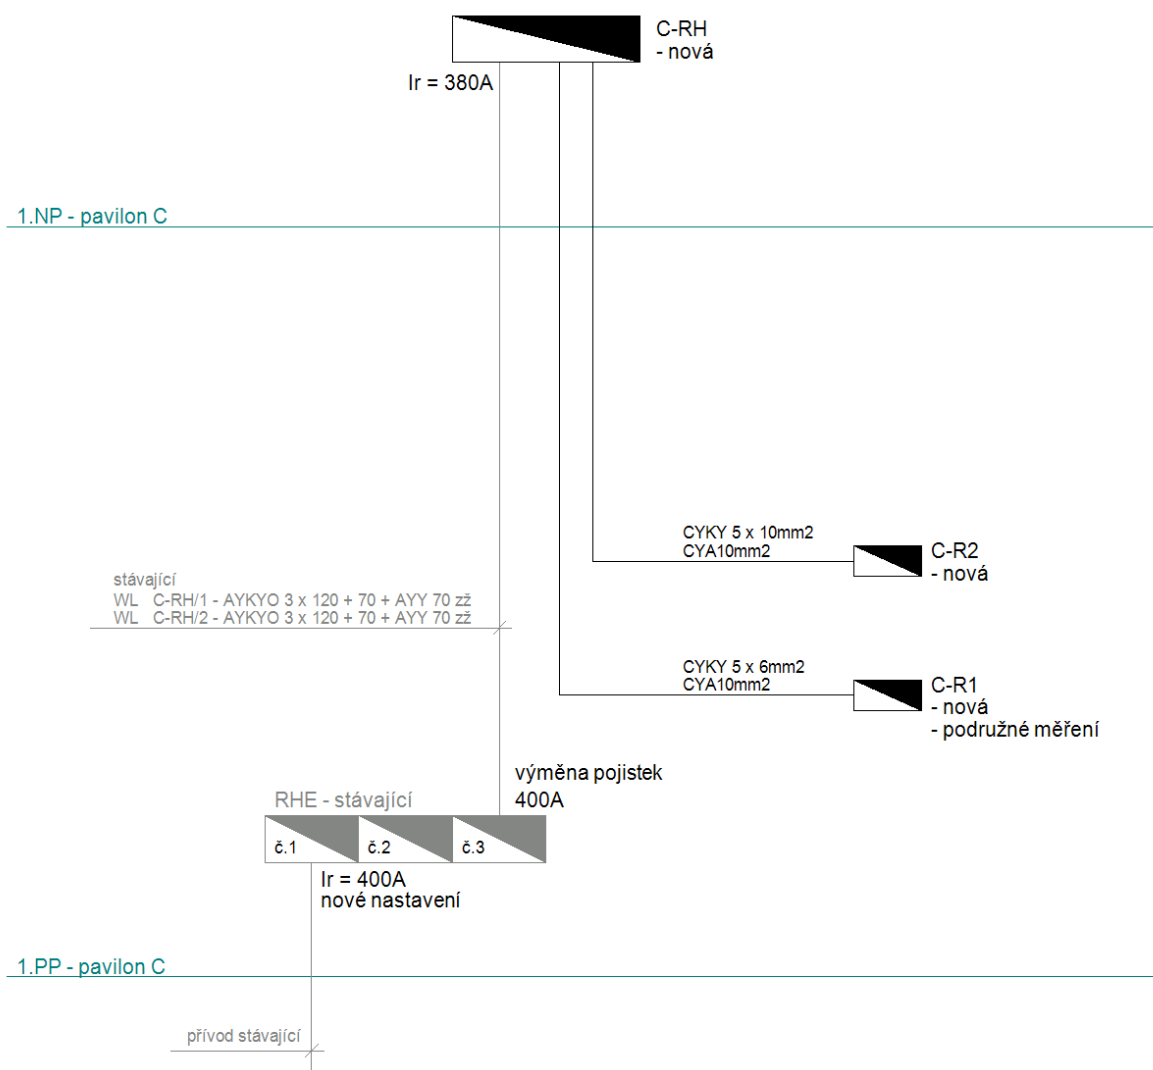 C-RH
- nová
Ir = 380A
1.NP - pavilon C
CYKY 5 x 10mm2
CYA10mm2
C-R2
- nová
stávající
WL C-RH/1 - AYKYO 3 x 120 + 70 + AYY 70 zž
WL C-RH/2 - AYKYO 3 x 120 + 70 + AYY 70 zž
CYKY 5 x 6mm2
CYA10mm2
C-R1
- nová
- podružné měření
výměna pojistek
400A
RHE - stávající
č.1
č.2
č.3
Ir = 400A
nové nastavení
1.PP - pavilon C
přívod stávající